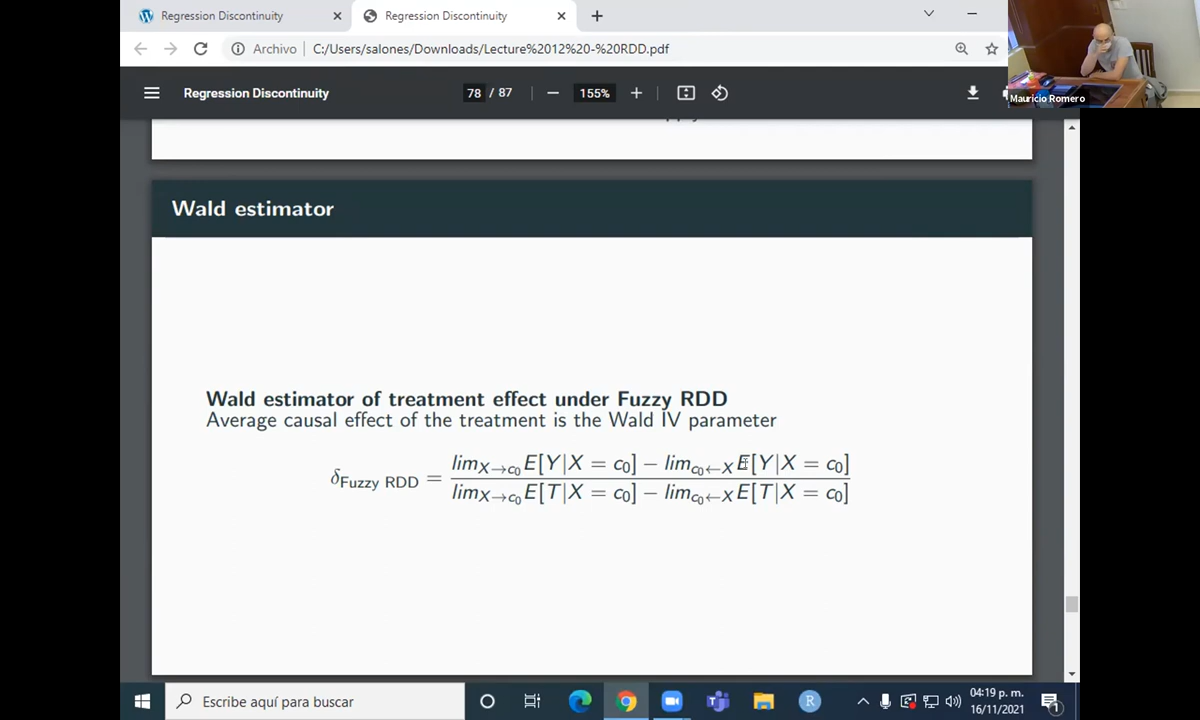 Regression Discontinuity
Regression Discontinuity
Archivo
C:/Users/salones/Downloads/Lecture%2012%20-%20RDD.pdf
Mauricio Romero
Regression Discontinuity
78 / 87
155%
Wald estimator
Wald estimator of treatment effect under Fuzzy RDD
Average causal effect of the treatment is the Wald IV parameter
δ_Fuzzy RDD = (lim_{X→c₀} E[Y|X = c₀] − lim_{c₀←X} E[Y|X = c₀]) / (lim_{X→c₀} E[T|X = c₀] − lim_{c₀←X} E[T|X = c₀])
Escribe aquí para buscar
R
04:19 p. m.
16/11/2021
1